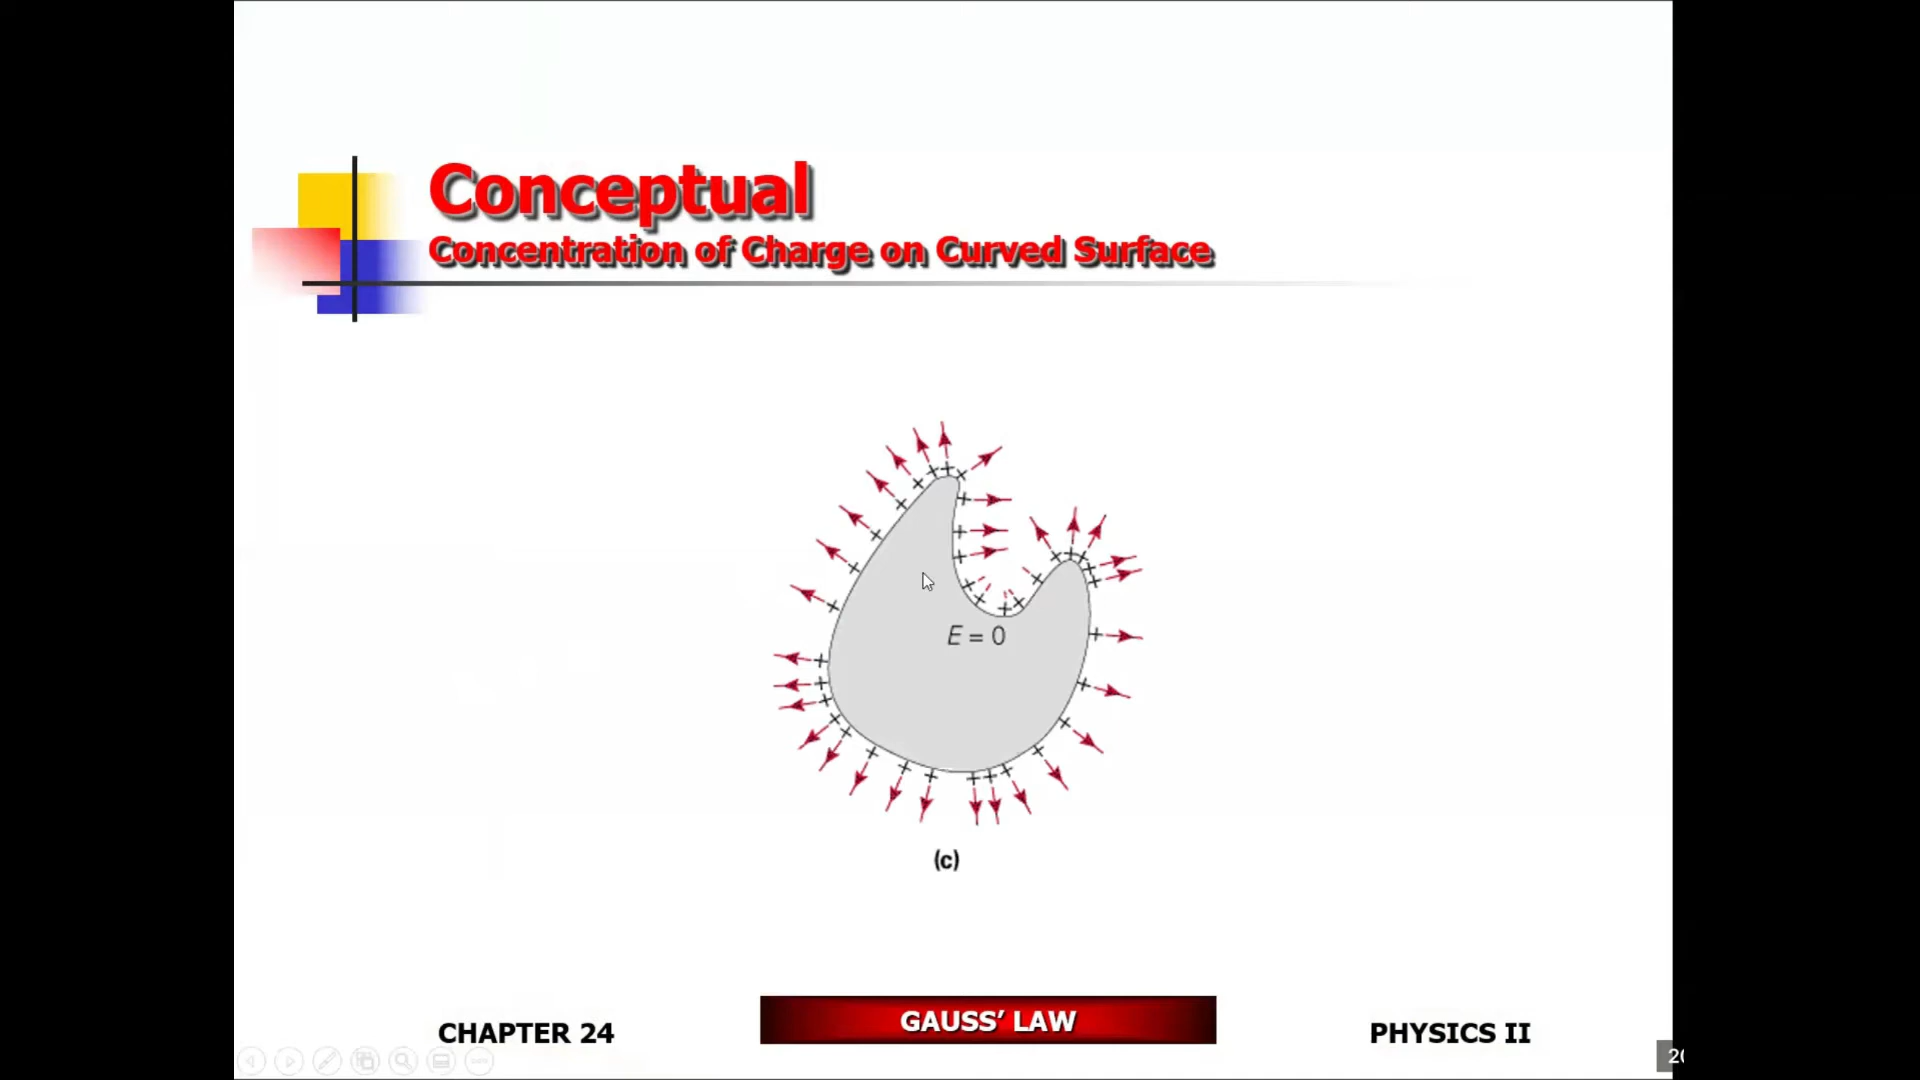 Conceptual
Concentration of Charge on Curved Surface
E = 0
(c)
CHAPTER 24
GAUSS’ LAW
PHYSICS II